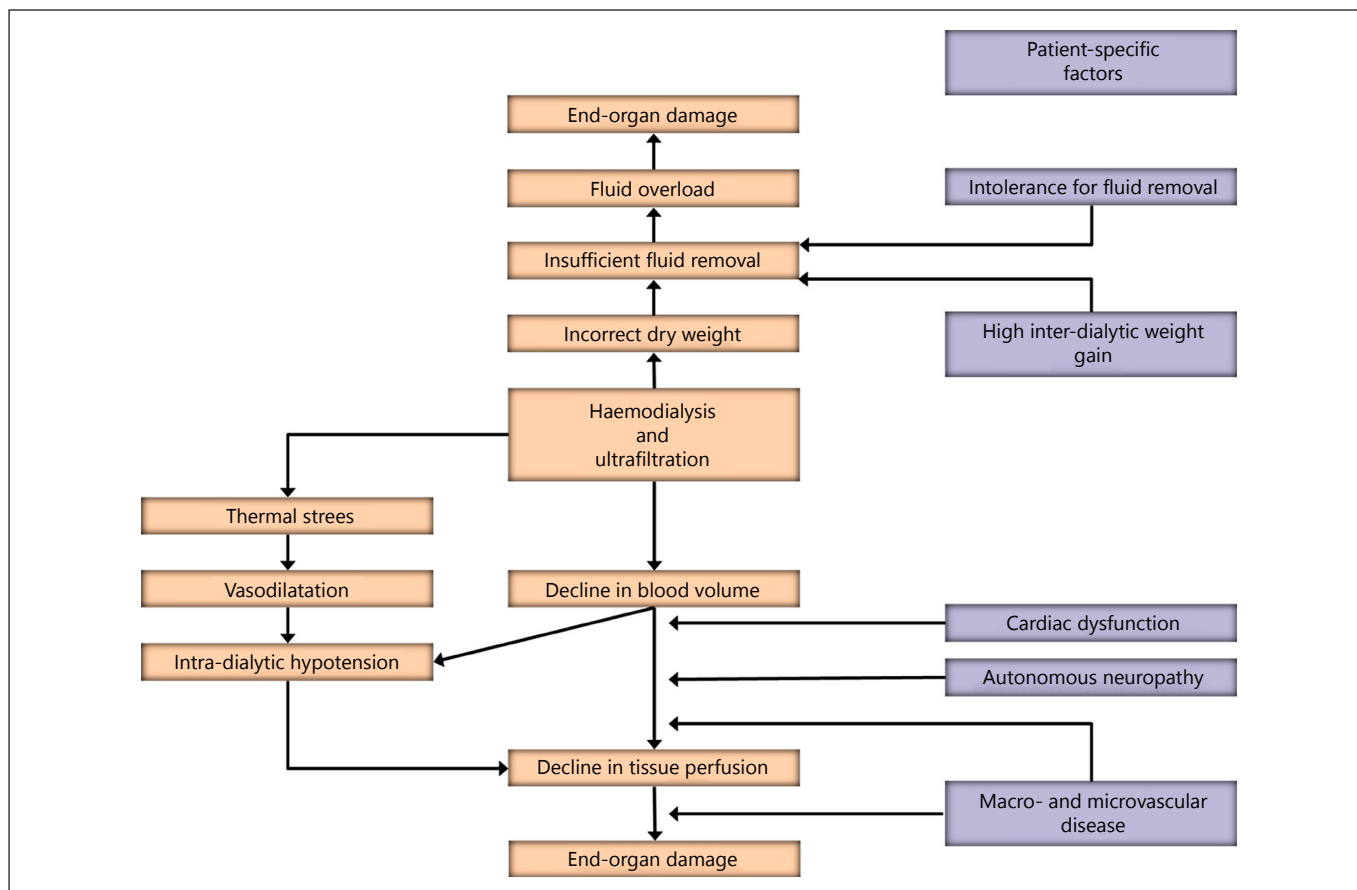 Patient-specific
factors
End-organ damage
Fluid overload
Intolerance for fluid removal
Insufficient fluid removal
Incorrect dry weight
High inter-dialytic weight
gain
Haemodialysis
and
ultrafiltration
Thermal strees
Vasodilatation
Decline in blood volume
Cardiac dysfunction
Intra-dialytic hypotension
Autonomous neuropathy
Decline in tissue perfusion
Macro- and microvascular
disease
End-organ damage